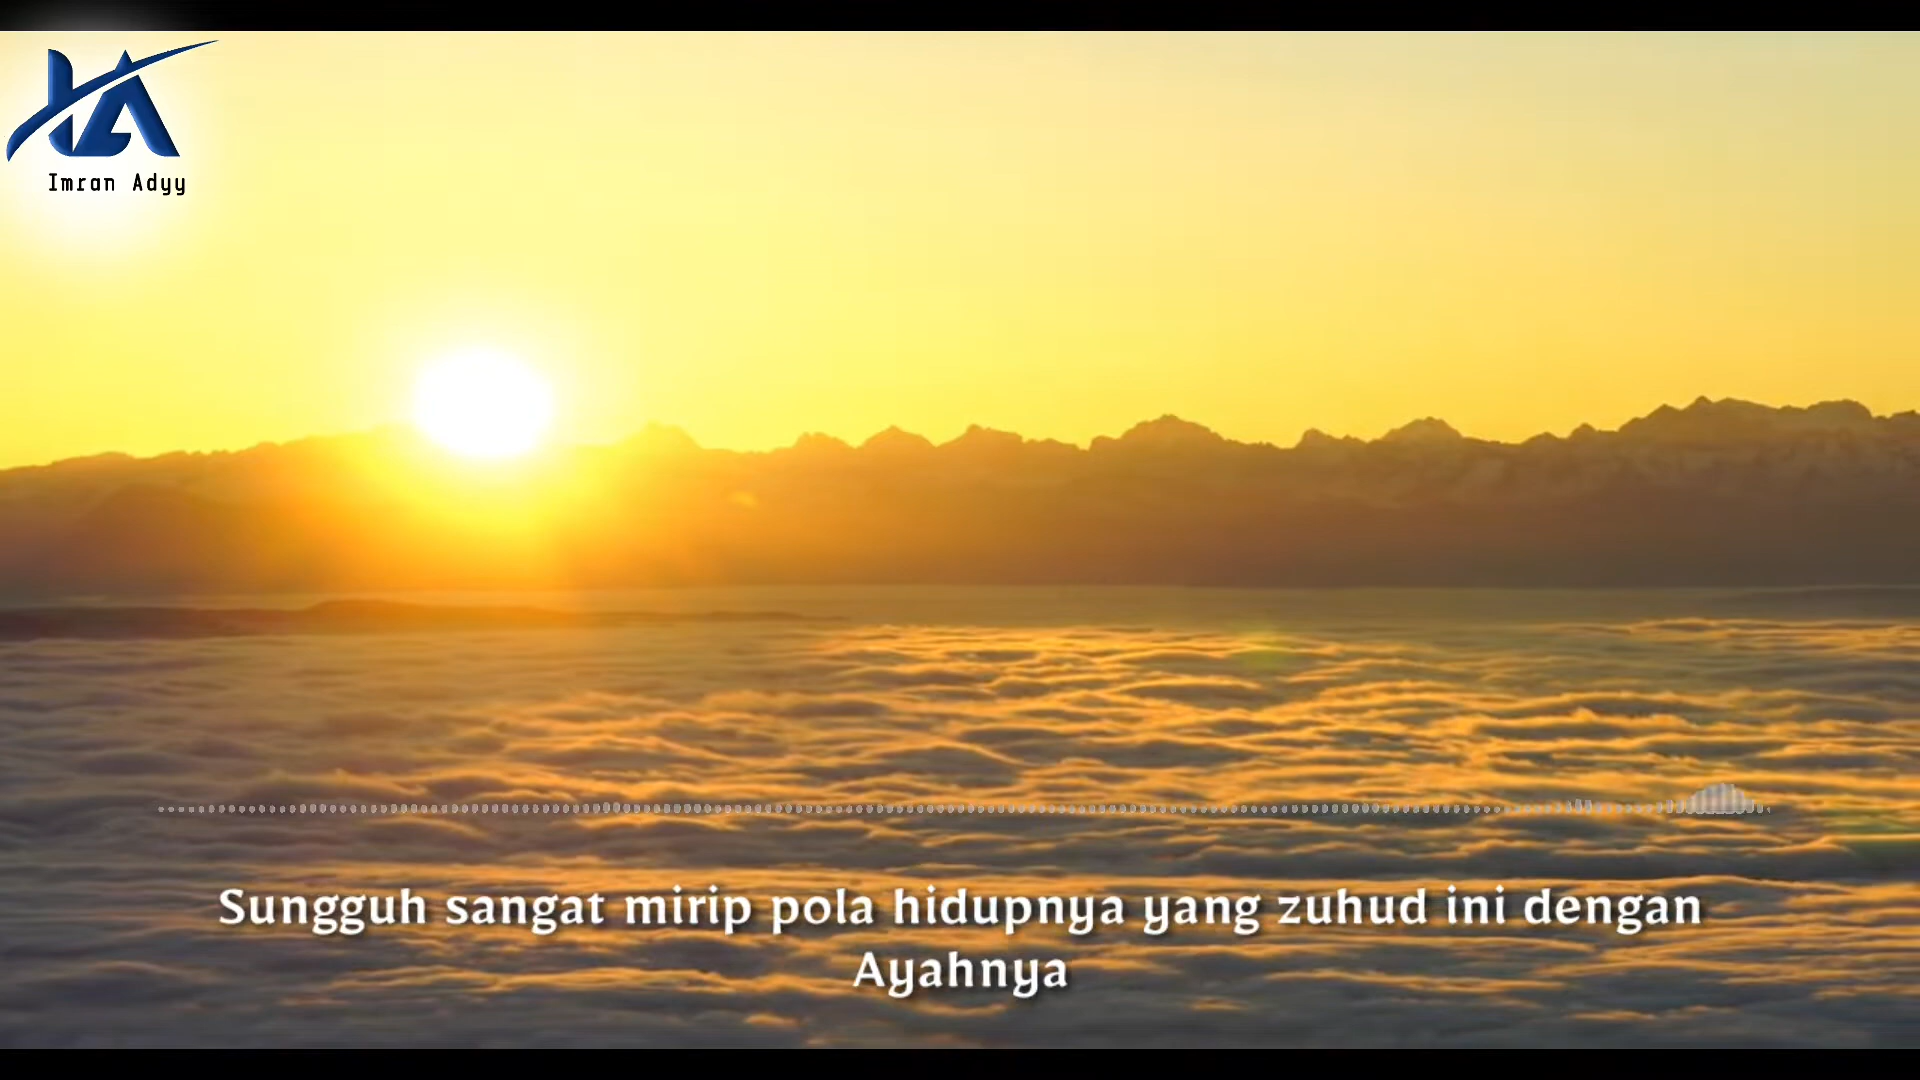 Imran Adyy
Sungguh sangat mirip pola hidupnya yang zuhud ini dengan
Ayahnya